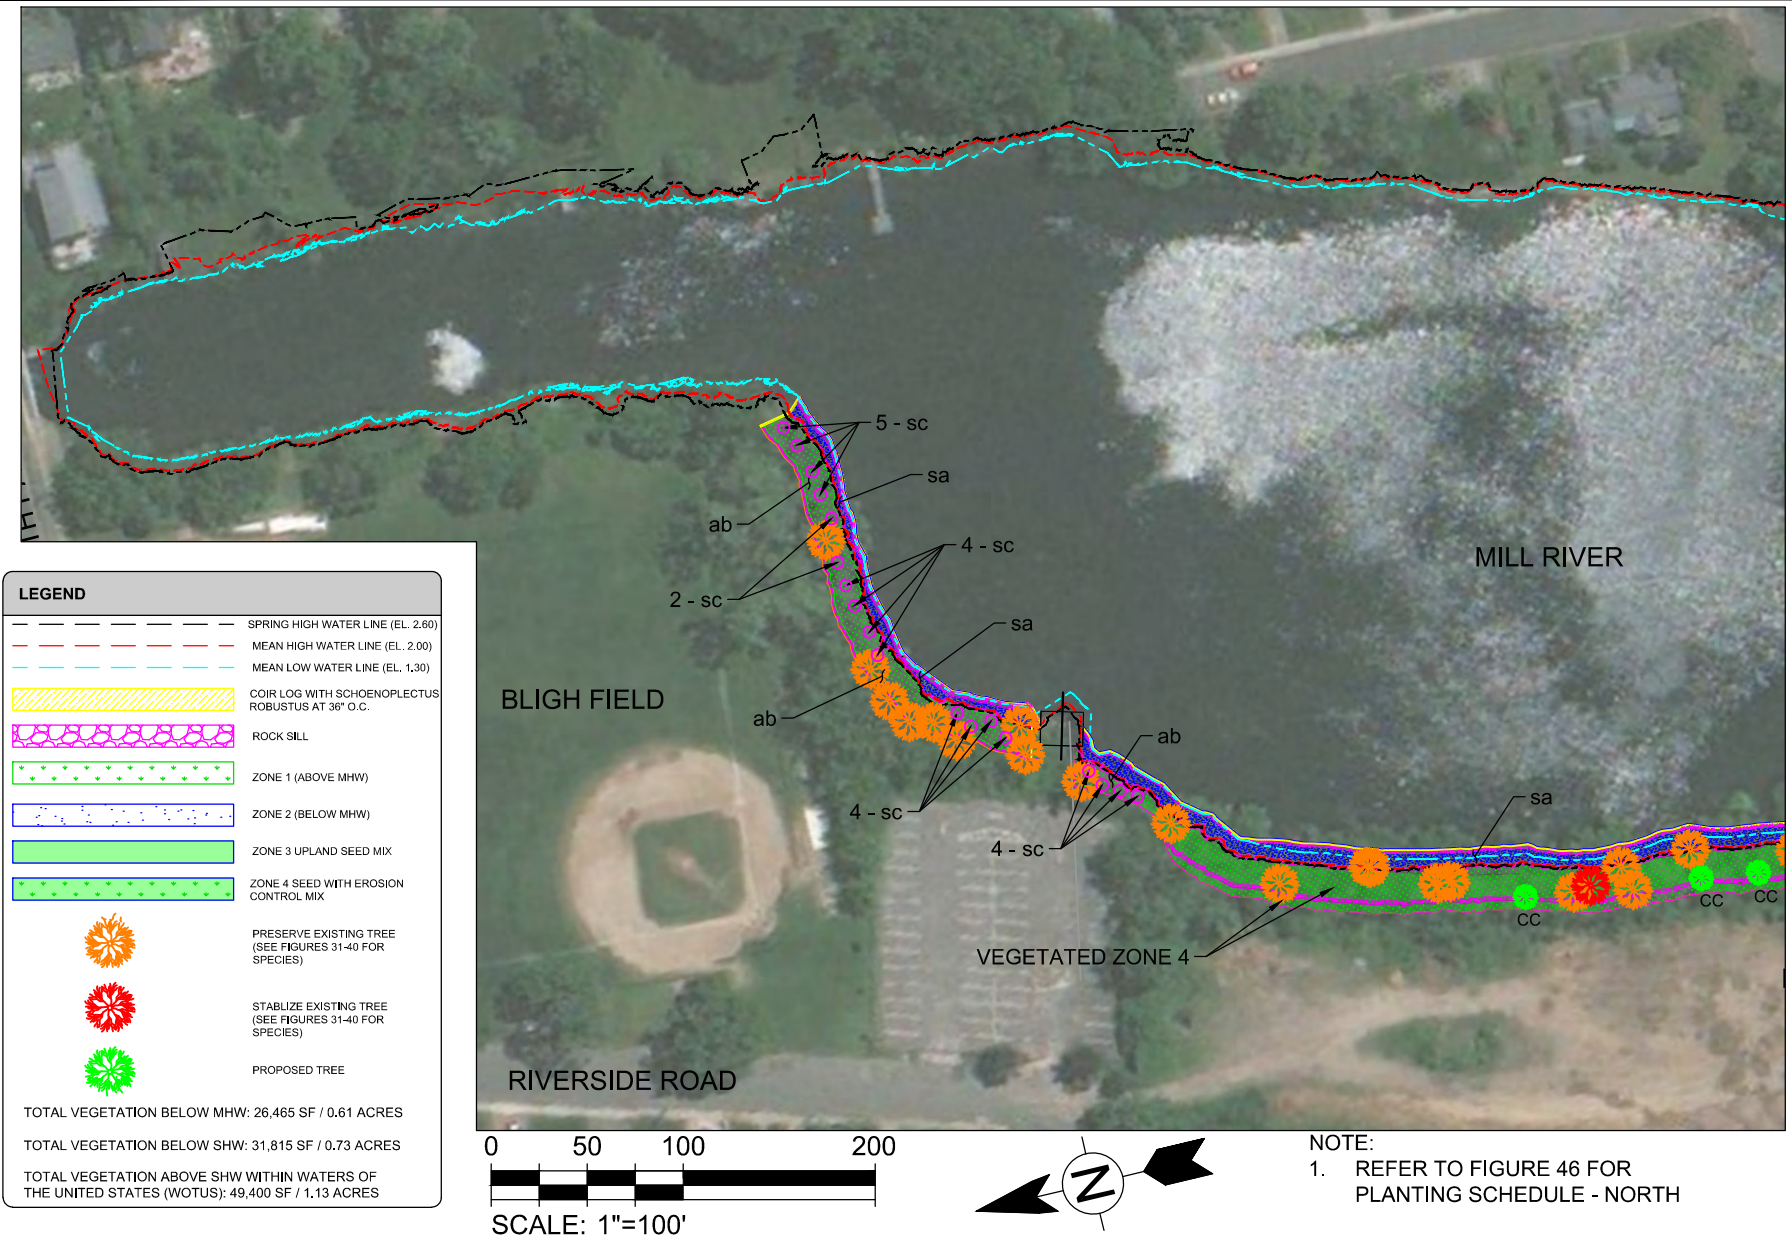 5 - sc
sa
ab
4 - sc
2 - sc
MILL RIVER
sa
BLIGH FIELD
ab
ab
4 - sc
sa
4 - sc
CC
CC
CC
VEGETATED ZONE 4
RIVERSIDE ROAD
LEGEND
SPRING HIGH WATER LINE (EL. 2.60)
MEAN HIGH WATER LINE (EL. 2.00)
MEAN LOW WATER LINE (EL. 1.30)
COIR LOG WITH SCHOENOPLECTUS
ROBUSTUS AT 36" O.C.
ROCK SILL
ZONE 1 (ABOVE MHW)
ZONE 2 (BELOW MHW)
ZONE 3 UPLAND SEED MIX
ZONE 4 SEED WITH EROSION
CONTROL MIX
PRESERVE EXISTING TREE
(SEE FIGURES 31-40 FOR
SPECIES)
STABLIZE EXISTING TREE
(SEE FIGURES 31-40 FOR
SPECIES)
PROPOSED TREE
TOTAL VEGETATION BELOW MHW: 26,465 SF / 0.61 ACRES
TOTAL VEGETATION BELOW SHW: 31,815 SF / 0.73 ACRES
TOTAL VEGETATION ABOVE SHW WITHIN WATERS OF
THE UNITED STATES (WOTUS): 49,400 SF / 1.13 ACRES
0 50 100 200
SCALE: 1"=100'
N
NOTE:
1. REFER TO FIGURE 46 FOR
PLANTING SCHEDULE - NORTH